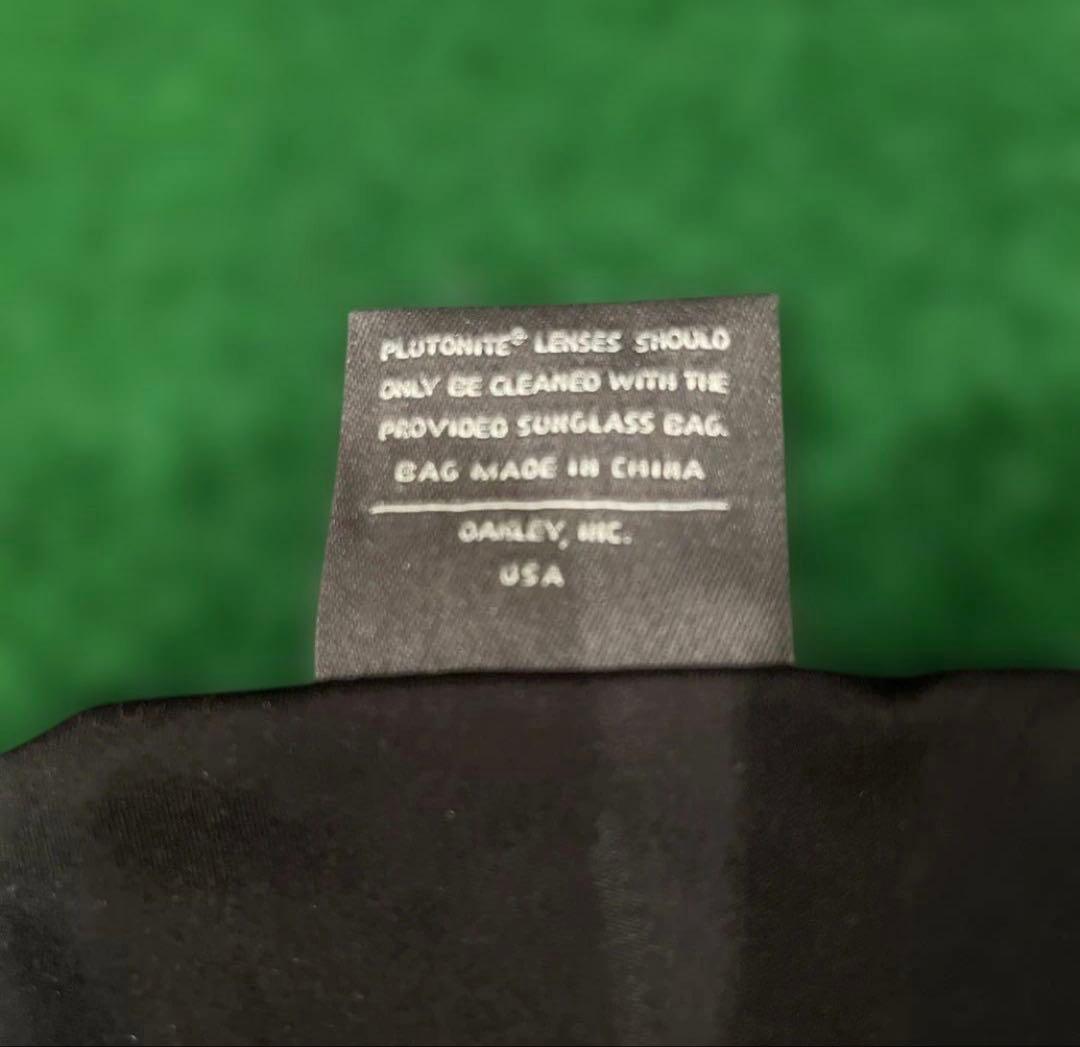 PLUTONITE® LENSES SHOULD
ONLY BE CLEANED WITH THE
PROVIDED SUNGLASS BAG.
BAG MADE IN CHINA
OAKLEY, INC.
USA